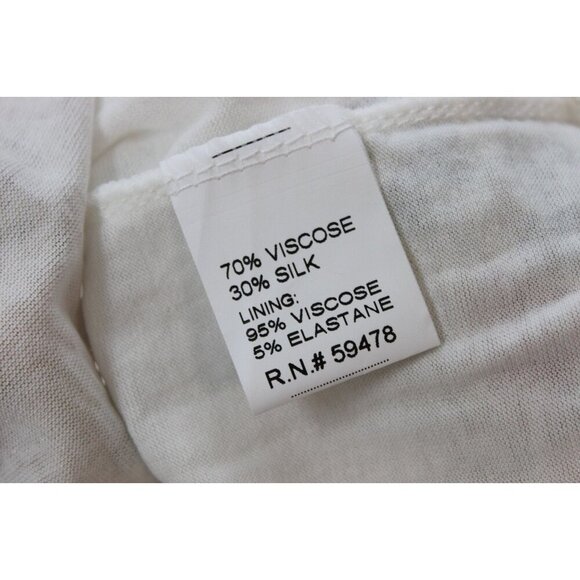 70% VISCOSE
30% SILK
LINING:
95% VISCOSE
5% ELASTANE
R.N.# 59478